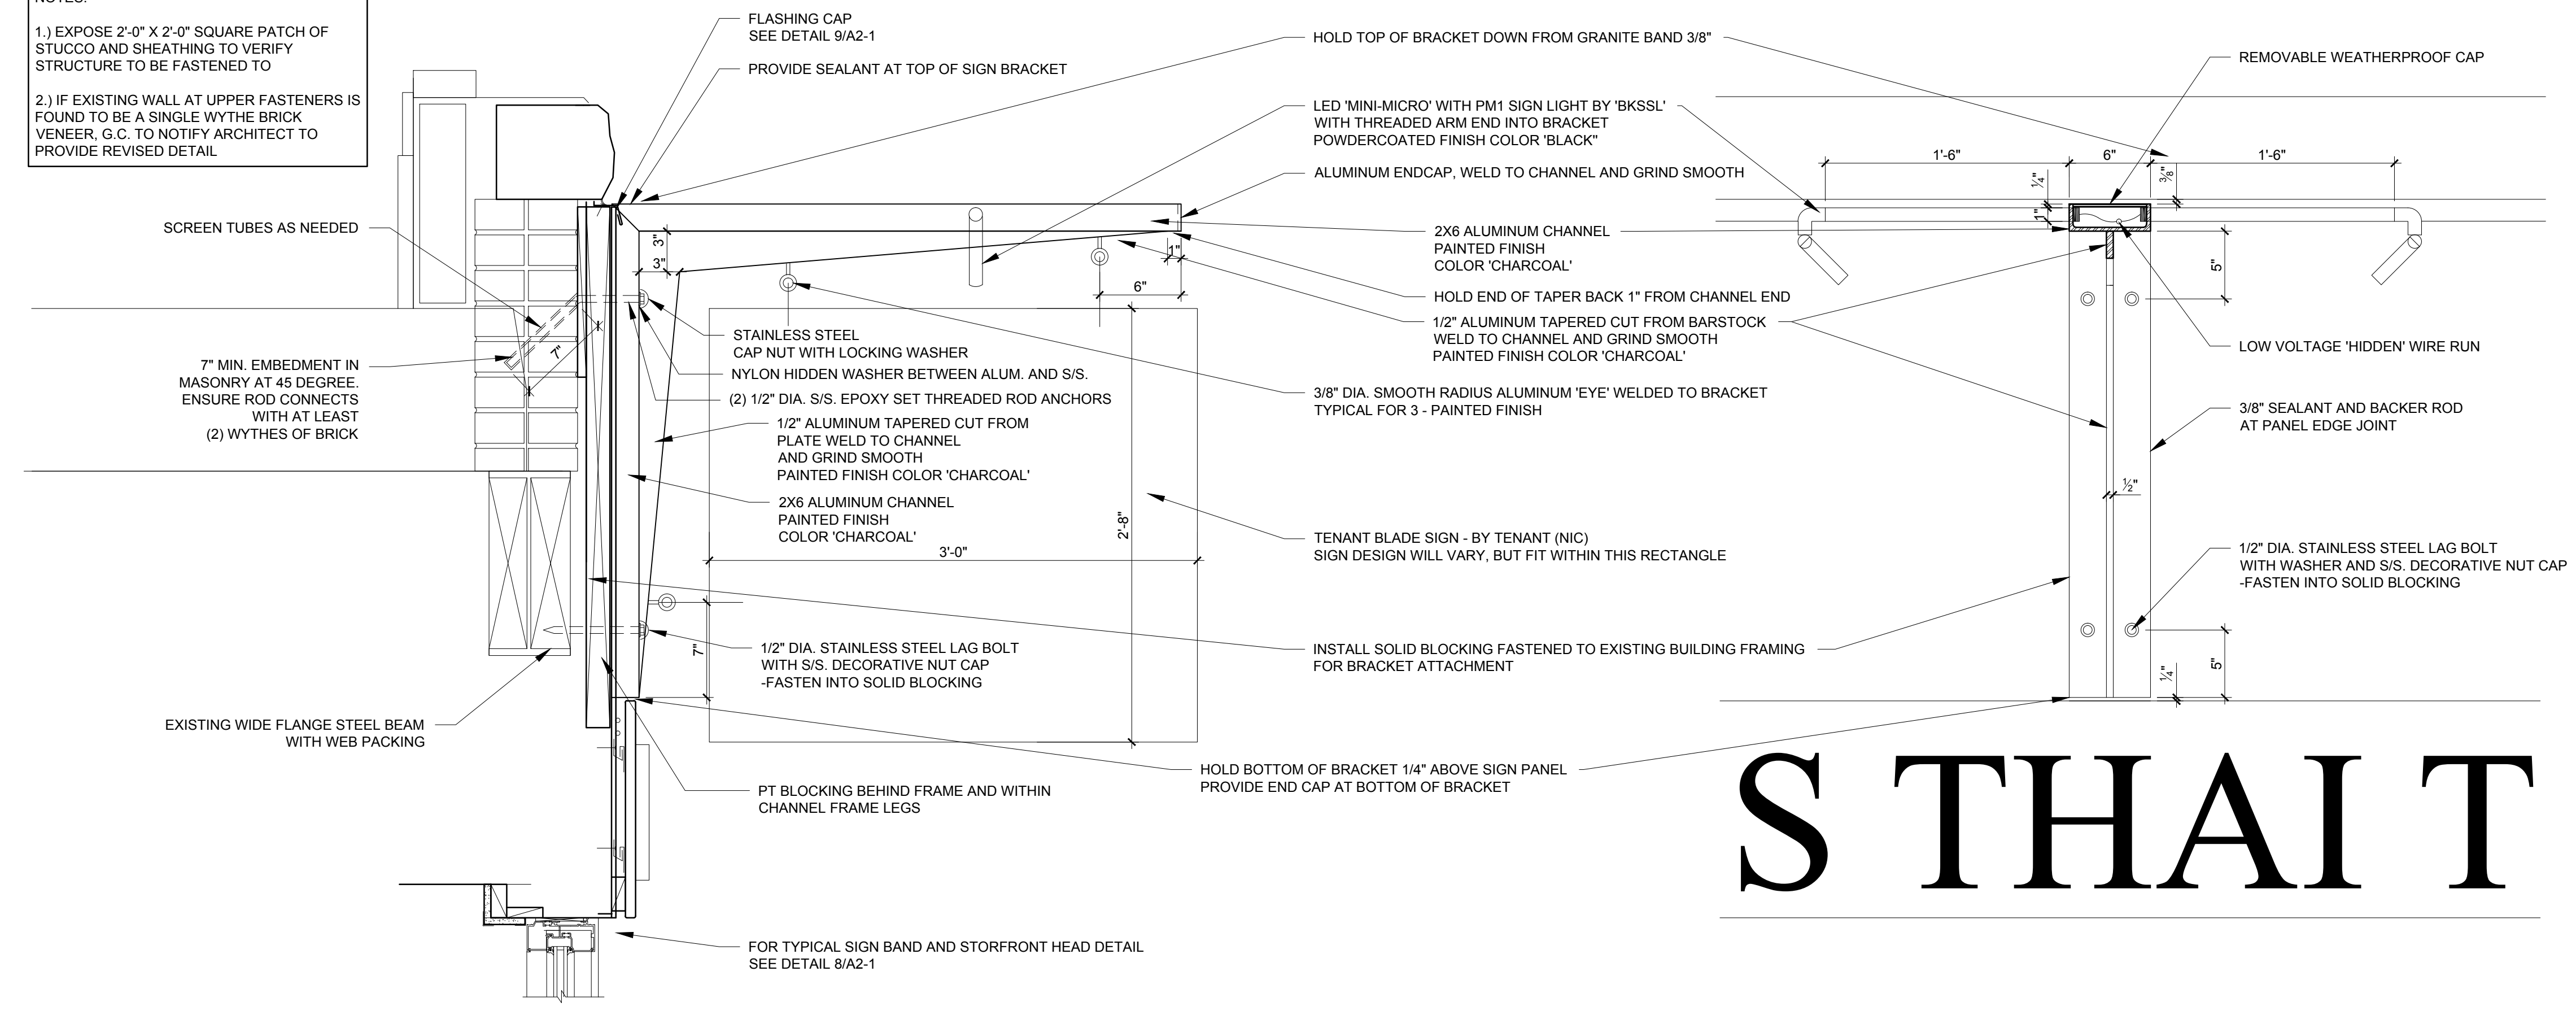 NOTES:
1.) EXPOSE 2'-0" X 2'-0" SQUARE PATCH OF
STUCCO AND SHEATHING TO VERIFY
STRUCTURE TO BE FASTENED TO
2.) IF EXISTING WALL AT UPPER FASTENERS IS
FOUND TO BE A SINGLE WYTHE BRICK
VENEER, G.C. TO NOTIFY ARCHITECT TO
PROVIDE REVISED DETAIL
SCREEN TUBES AS NEEDED
7" MIN. EMBEDMENT IN
MASONRY AT 45 DEGREE.
ENSURE ROD CONNECTS
WITH AT LEAST
(2) WYTHES OF BRICK
EXISTING WIDE FLANGE STEEL BEAM
WITH WEB PACKING
7"
FLASHING CAP
SEE DETAIL 9/A2-1
PROVIDE SEALANT AT TOP OF SIGN BRACKET
3"
3"
1"
6"
STAINLESS STEEL
CAP NUT WITH LOCKING WASHER
NYLON HIDDEN WASHER BETWEEN ALUM. AND S/S.
(2) 1/2" DIA. S/S. EPOXY SET THREADED ROD ANCHORS
1/2" ALUMINUM TAPERED CUT FROM
PLATE WELD TO CHANNEL
AND GRIND SMOOTH
PAINTED FINISH COLOR 'CHARCOAL'
2X6 ALUMINUM CHANNEL
PAINTED FINISH
COLOR 'CHARCOAL'
3'-0"
2'-8"
7"
1/2" DIA. STAINLESS STEEL LAG BOLT
WITH S/S. DECORATIVE NUT CAP
-FASTEN INTO SOLID BLOCKING
PT BLOCKING BEHIND FRAME AND WITHIN
CHANNEL FRAME LEGS
FOR TYPICAL SIGN BAND AND STORFRONT HEAD DETAIL
SEE DETAIL 8/A2-1
HOLD TOP OF BRACKET DOWN FROM GRANITE BAND 3/8"
LED 'MINI-MICRO' WITH PM1 SIGN LIGHT BY 'BKSSL'
WITH THREADED ARM END INTO BRACKET
POWDERCOATED FINISH COLOR 'BLACK"
ALUMINUM ENDCAP, WELD TO CHANNEL AND GRIND SMOOTH
2X6 ALUMINUM CHANNEL
PAINTED FINISH
COLOR 'CHARCOAL'
HOLD END OF TAPER BACK 1" FROM CHANNEL END
1/2" ALUMINUM TAPERED CUT FROM BARSTOCK
WELD TO CHANNEL AND GRIND SMOOTH
PAINTED FINISH COLOR 'CHARCOAL'
3/8" DIA. SMOOTH RADIUS ALUMINUM 'EYE' WELDED TO BRACKET
TYPICAL FOR 3 - PAINTED FINISH
TENANT BLADE SIGN - BY TENANT (NIC)
SIGN DESIGN WILL VARY, BUT FIT WITHIN THIS RECTANGLE
INSTALL SOLID BLOCKING FASTENED TO EXISTING BUILDING FRAMING
FOR BRACKET ATTACHMENT
HOLD BOTTOM OF BRACKET 1/4" ABOVE SIGN PANEL
PROVIDE END CAP AT BOTTOM OF BRACKET
REMOVABLE WEATHERPROOF CAP
1'-6"
6"
1'-6"
1/4"
3/8"
1"
5"
LOW VOLTAGE 'HIDDEN' WIRE RUN
3/8" SEALANT AND BACKER ROD
AT PANEL EDGE JOINT
1/2"
1/2" DIA. STAINLESS STEEL LAG BOLT
WITH WASHER AND S/S. DECORATIVE NUT CAP
-FASTEN INTO SOLID BLOCKING
5"
1/4"
S THAI T